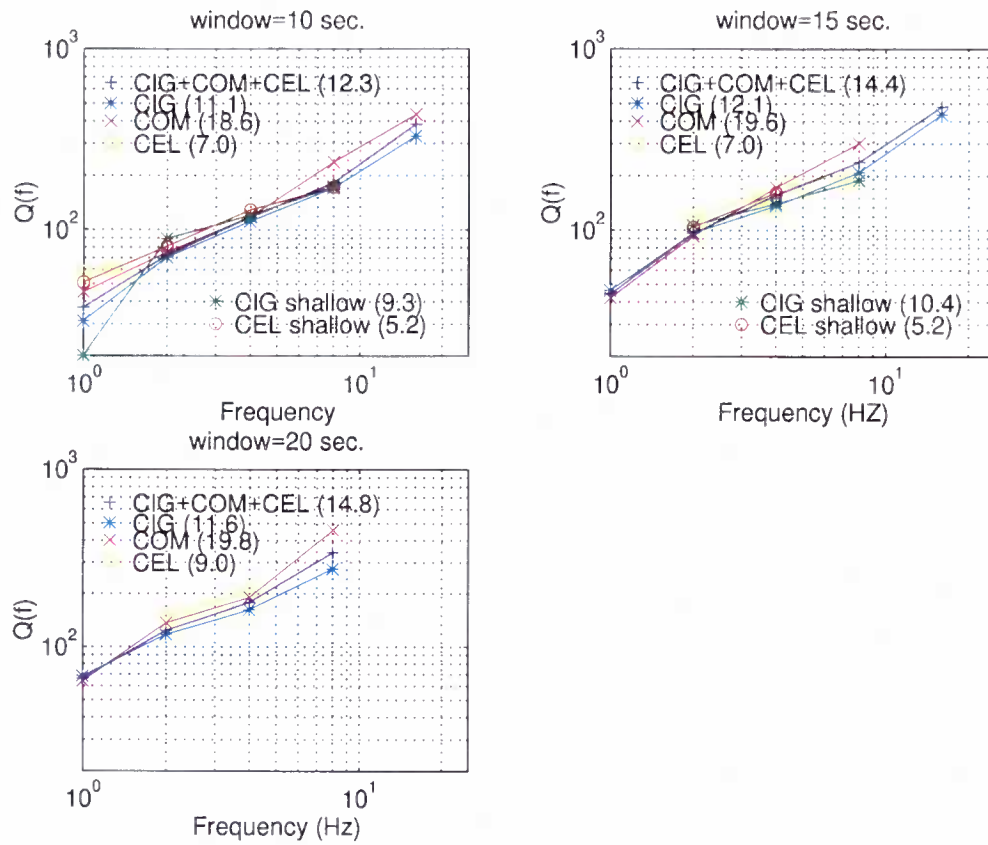 window=10 sec.
10³
CIG+COM+CEL (12.3)
CIG (11.1)
COM (18.6)
CEL (7.0)
Q(f)
10²
CIG shallow (9.3)
CEL shallow (5.2)
10⁰
10¹
Frequency
window=15 sec.
10³
CIG+COM+CEL (14.4)
CIG (12.1)
COM (19.6)
CEL (7.0)
Q(f)
10²
CIG shallow (10.4)
CEL shallow (5.2)
10⁰
10¹
Frequency (HZ)
window=20 sec.
10³
CIG+COM+CEL (14.8)
CIG (11.6)
COM (19.8)
CEL (9.0)
Q(f)
10²
10⁰
10¹
Frequency (Hz)